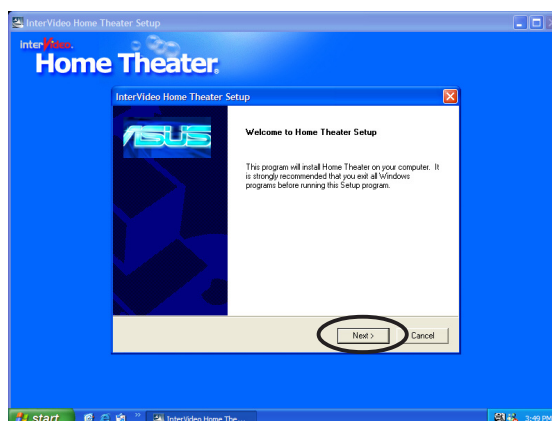 InterVideo Home Theater Setup
InterVideo.
Home Theater®
InterVideo Home Theater Setup
ASUS
Welcome to Home Theater Setup
This program will install Home Theater on your computer. It
is strongly recommended that you exit all Windows
programs before running this Setup program.
Next >
Cancel
start
»
InterVideo Home The...
3:49 PM